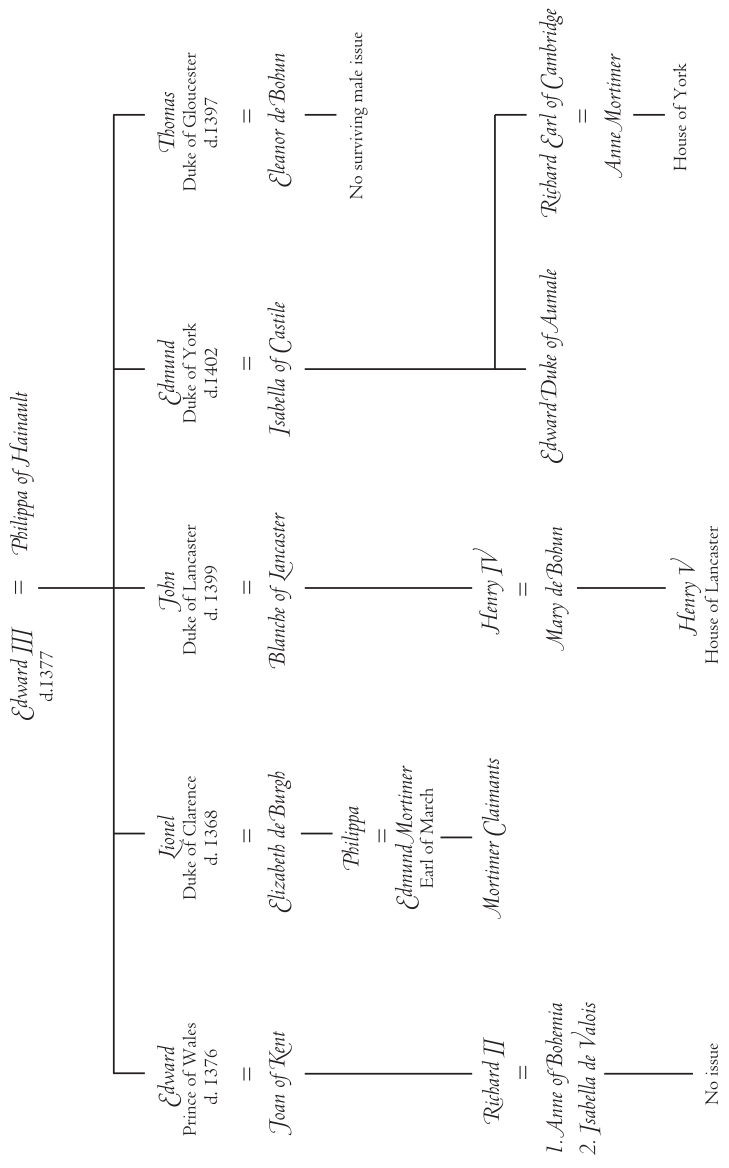 Edward III = Philippa of Hainault
d.1377
Edward
Prince of Wales
d. 1376
=
Joan of Kent
Richard II
=
1. Anne of Bohemia
2. Isabella de Valois
No issue
Lionel
Duke of Clarence
d. 1368
=
Elizabeth de Burgh
Philippa
=
Edmund Mortimer
Earl of March
Mortimer Claimants
John
Duke of Lancaster
d. 1399
=
Blanche of Lancaster
Henry IV
=
Mary de Bohun
Henry V
House of Lancaster
Edmund
Duke of York
d.1402
=
Isabella of Castile
Edward Duke of Aumale
Richard Earl of Cambridge
=
Anne Mortimer
House of York
Thomas
Duke of Gloucester
d.1397
=
Eleanor de Bohun
No surviving male issue